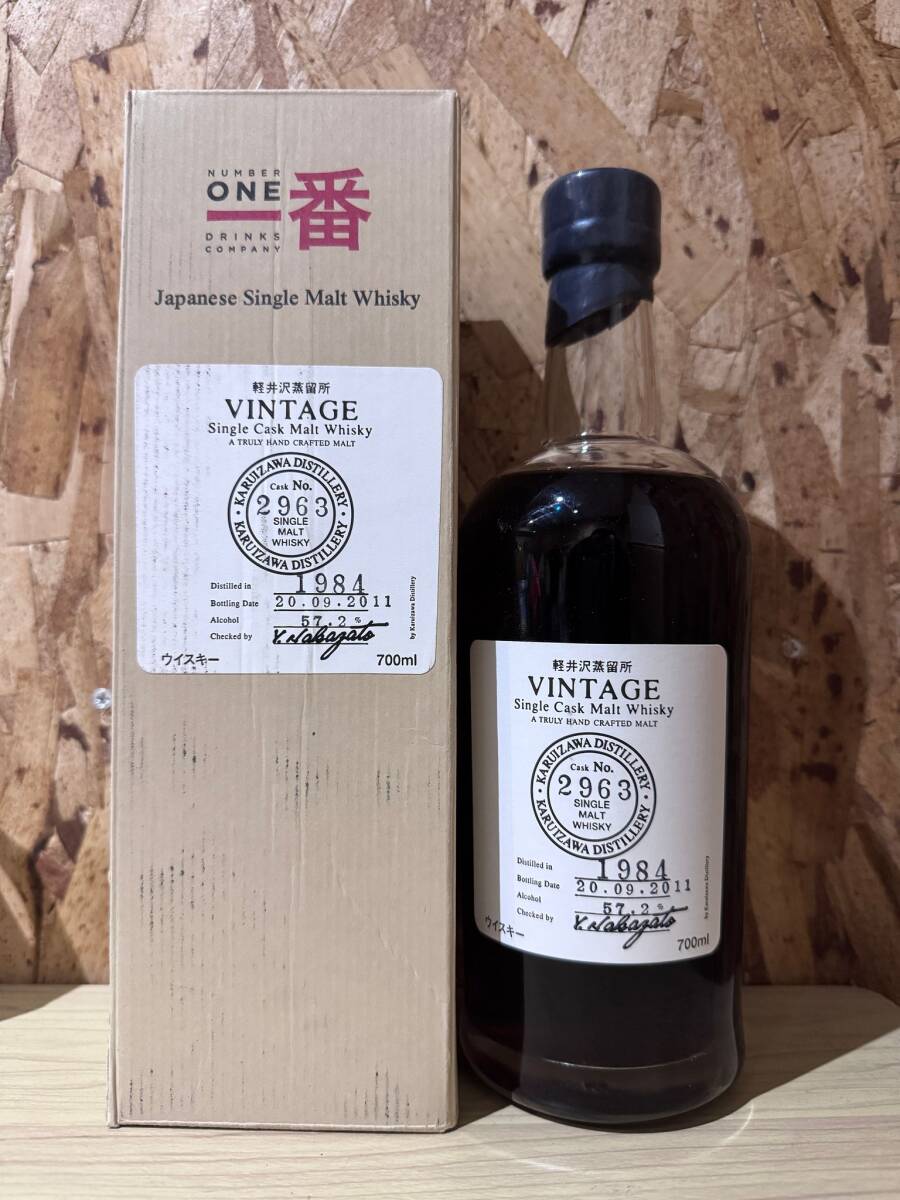 NUMBER
ONE
DRINKS
COMPANY
一番
Japanese Single Malt Whisky
軽井沢蒸留所
VINTAGE
Single Cask Malt Whisky
A TRULY HAND CRAFTED MALT
KARUIZAWA DISTILLERY
Cask No.
2963
SINGLE
MALT
WHISKY
KARUIZAWA DISTILLERY
Distilled in 1984
Bottling Date 20.09.2011
Alcohol 57.2 %
Checked by Y. Nakazato
by Karuizawa Distillery
ウイスキー 700ml
軽井沢蒸留所
VINTAGE
Single Cask Malt Whisky
A TRULY HAND CRAFTED MALT
KARUIZAWA DISTILLERY
Cask No.
2963
SINGLE
MALT
WHISKY
KARUIZAWA DISTILLERY
Distilled in 1984
Bottling Date 20.09.2011
Alcohol 57.2 %
Checked by Y. Nakazato
by Karuizawa Distillery
ウイスキー 700ml